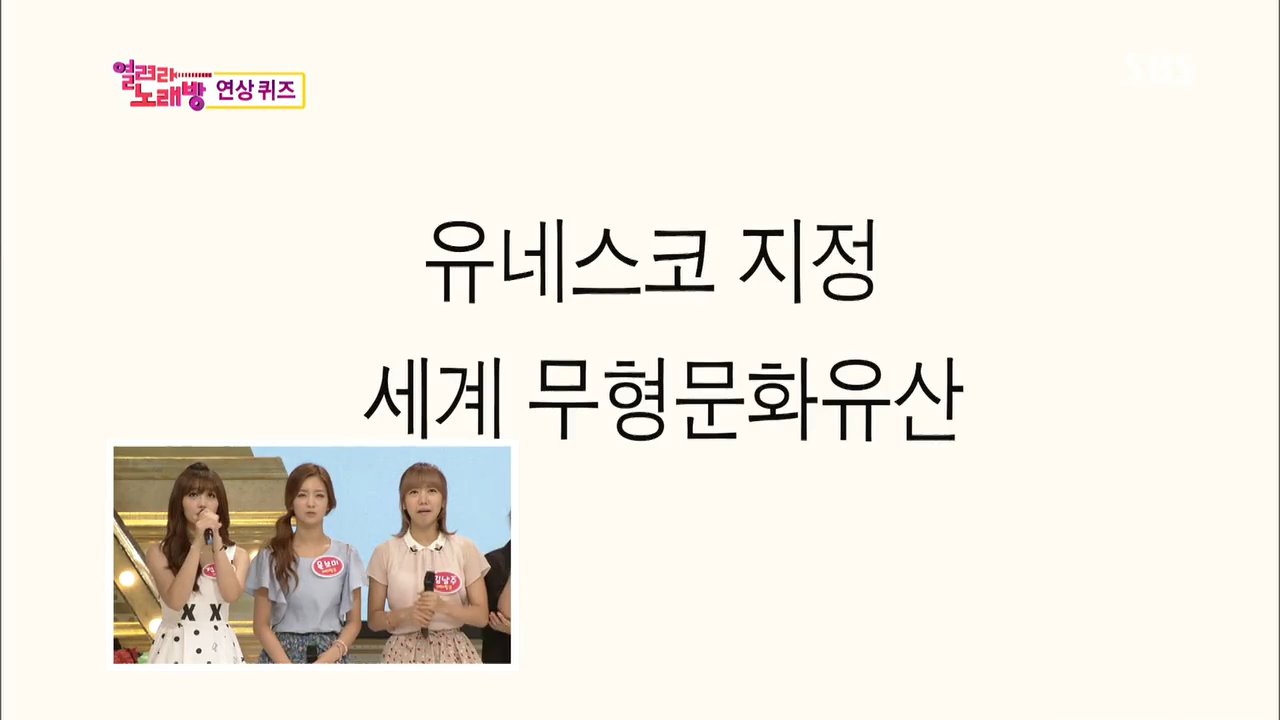 열려라
노래방
연상 퀴즈
SBS
유네스코 지정
세계 무형문화유산
윤보미
김남주